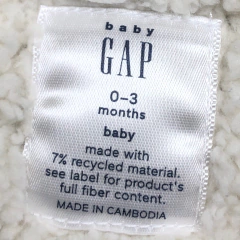 baby
GAP
0-3
months
baby
made with
7% recycled material.
see label for product's
full fiber content.
MADE IN CAMBODIA